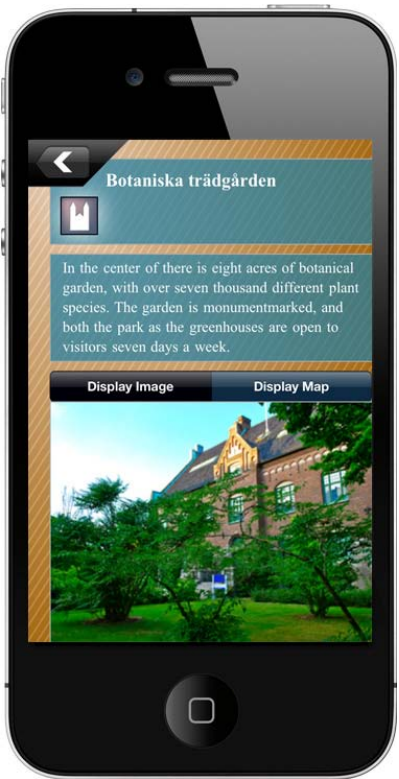 Botaniska trädgården
In the center of there is eight acres of botanical
garden, with over seven thousand different plant
species. The garden is monumentmarked, and
both the park as the greenhouses are open to
visitors seven days a week.
Display Image Display Map